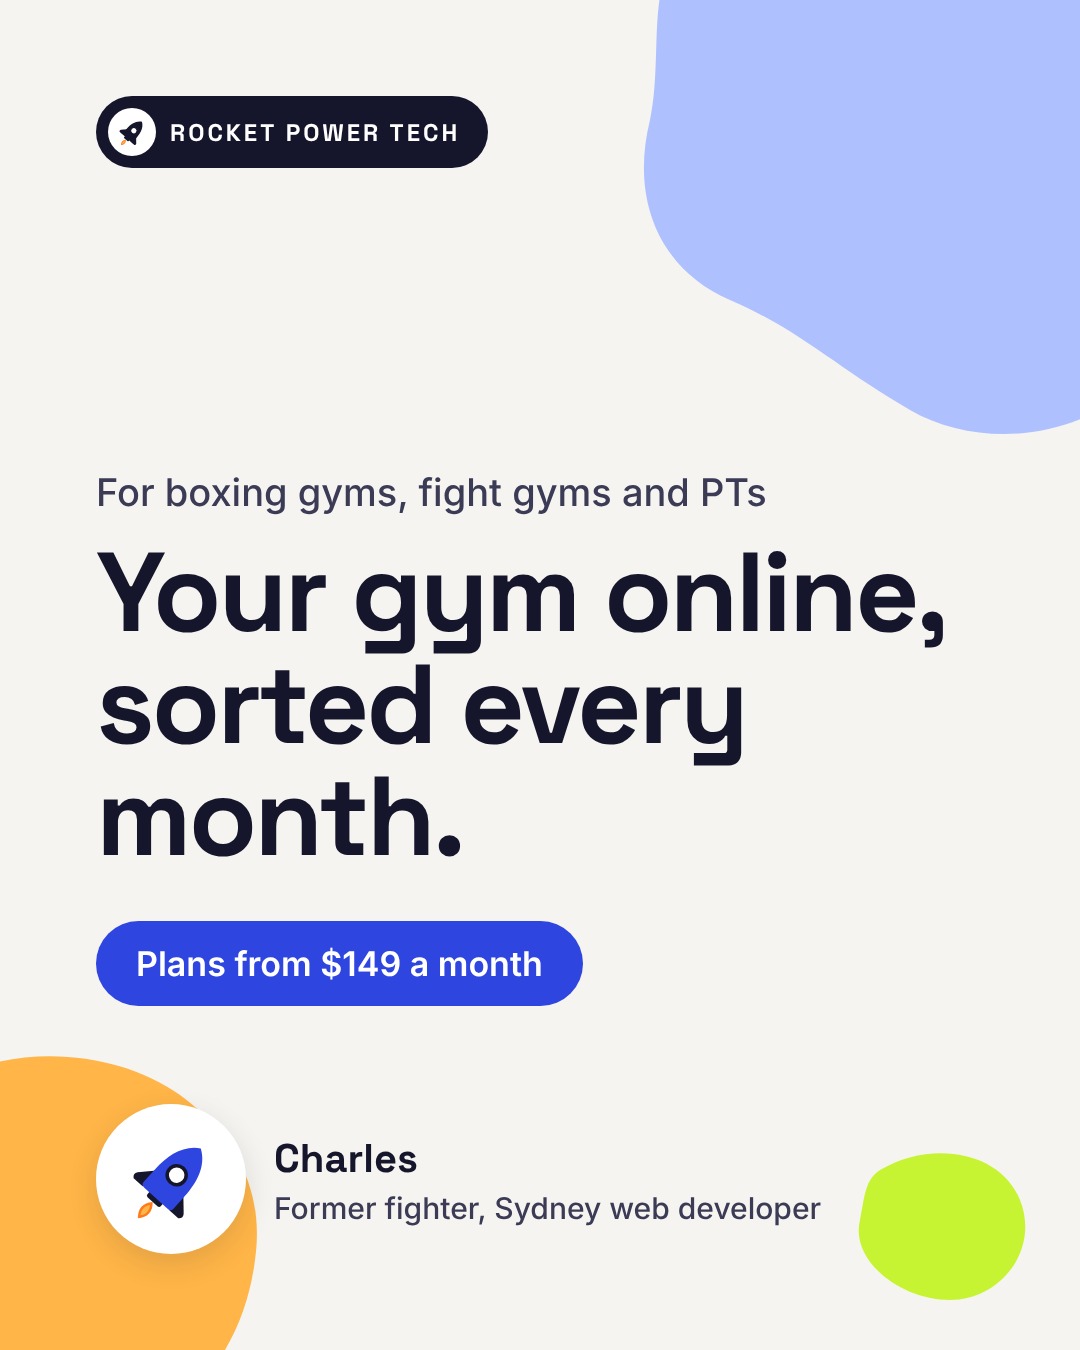 ROCKET POWER TECH
For boxing gyms, fight gyms and PTs
Your gym online,
sorted every
month.
Plans from $149 a month
Charles
Former fighter, Sydney web developer